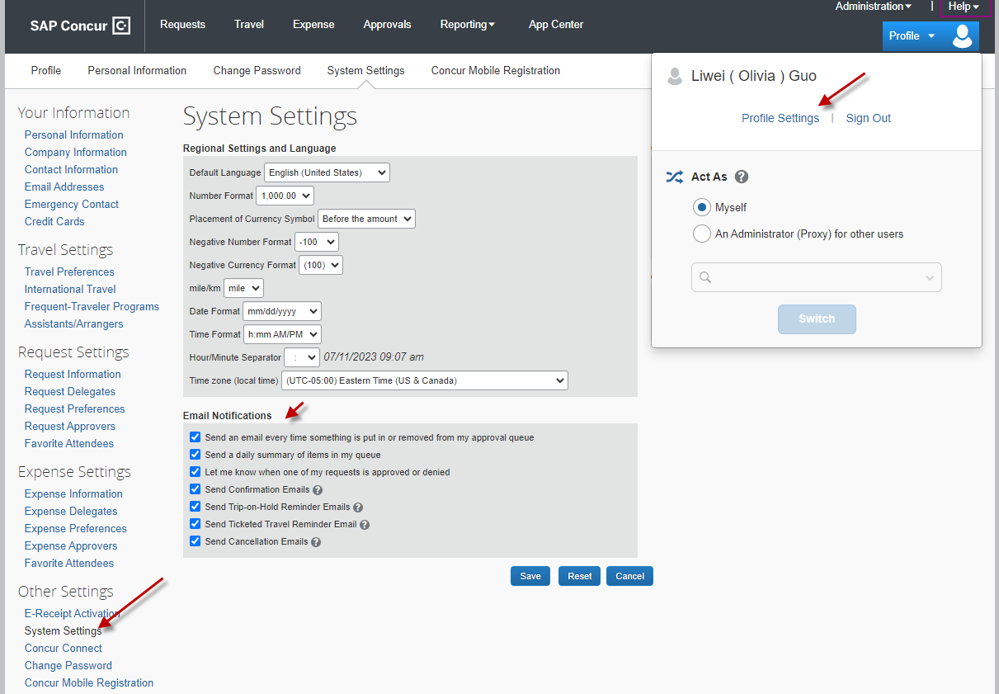 Administration
|
Help
SAP Concur C
Requests
Travel
Expense
Approvals
Reporting
App Center
Profile
Profile
Personal Information
Change Password
System Settings
Concur Mobile Registration
Liwei ( Olivia ) Guo
Profile Settings | Sign Out
Act As ?
Myself
An Administrator (Proxy) for other users
Switch
Your Information
Personal Information
Company Information
Contact Information
Email Addresses
Emergency Contact
Credit Cards
Travel Settings
Travel Preferences
International Travel
Frequent-Traveler Programs
Assistants/Arrangers
Request Settings
Request Information
Request Delegates
Request Preferences
Request Approvers
Favorite Attendees
Expense Settings
Expense Information
Expense Delegates
Expense Preferences
Expense Approvers
Favorite Attendees
Other Settings
E-Receipt Activation
System Settings
Concur Connect
Change Password
Concur Mobile Registration
System Settings
Regional Settings and Language
Default Language English (United States)
Number Format 1,000.00
Placement of Currency Symbol Before the amount
Negative Number Format -100
Negative Currency Format (100)
mile/km mile
Date Format mm/dd/yyyy
Time Format h:mm AM/PM
Hour/Minute Separator : 07/11/2023 09:07 am
Time zone (local time) (UTC-05:00) Eastern Time (US & Canada)
Email Notifications
Send an email every time something is put in or removed from my approval queue
Send a daily summary of items in my queue
Let me know when one of my requests is approved or denied
Send Confirmation Emails ?
Send Trip-on-Hold Reminder Emails ?
Send Ticketed Travel Reminder Email ?
Send Cancellation Emails ?
Save
Reset
Cancel